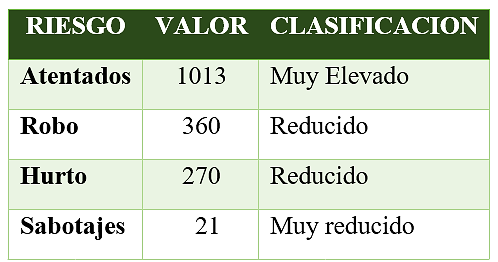 RIESGO VALOR CLASIFICACION
Atentados 1013 Muy Elevado
Robo 360 Reducido
Hurto 270 Reducido
Sabotajes 21 Muy reducido